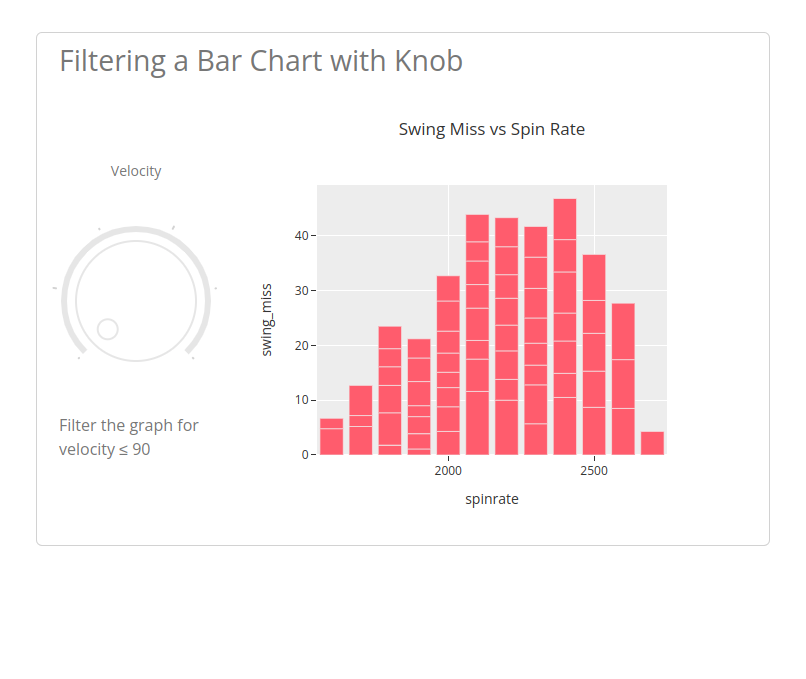 Filtering a Bar Chart with Knob
Swing Miss vs Spin Rate
Velocity
Filter the graph for
velocity ≤ 90
swing_miss
40
30
20
10
0
2000
2500
spinrate